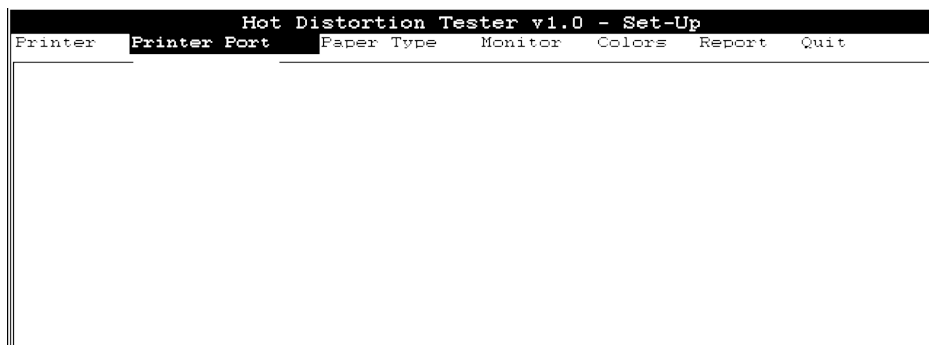 Hot Distortion Tester v1.0 - Set-Up
Printer Printer Port Paper Type Monitor Colors Report Quit